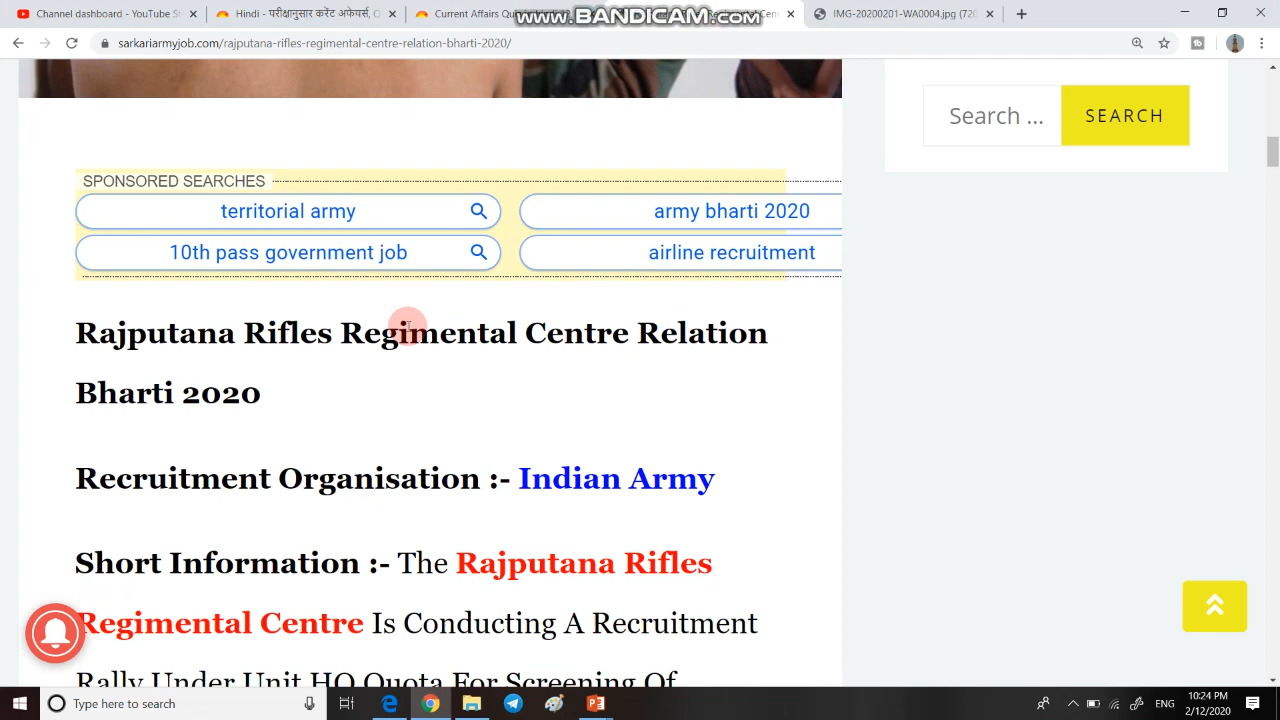 Channel dashboard - YouTube S
Hindi - परीक्षानुसार करेंट अफेयर्स, Q
Current Affairs Qu
IMG-20200201-WA0004.jpg (720
www.BANDICAM.com
sarkariarmyjob.com/rajputana-rifles-regimental-centre-relation-bharti-2020/
Search ...
SEARCH
SPONSORED SEARCHES
territorial army
army bharti 2020
10th pass government job
airline recruitment
Rajputana Rifles Regimental Centre Relation
Bharti 2020
Recruitment Organisation :- Indian Army
Short Information :- The Rajputana Rifles
Regimental Centre Is Conducting A Recruitment
Rally Under Unit HQ Quota For Screening Of
Type here to search
ENG
10:24 PM
2/12/2020